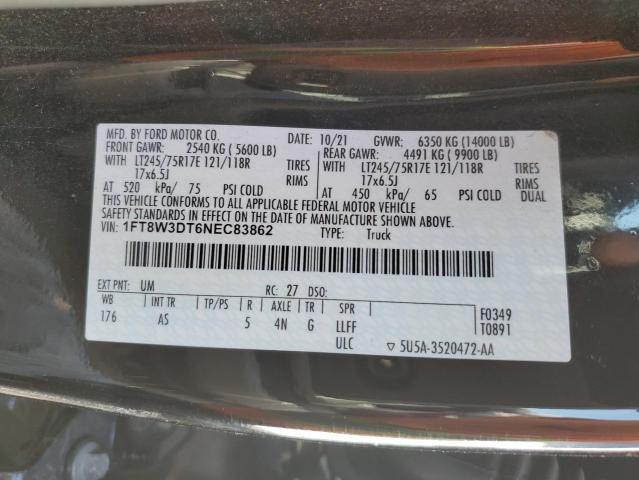 MFD. BY FORD MOTOR CO.
DATE: 10/21 GVWR: 6350 KG (14000 LB)
FRONT GAWR: 2540 KG (5600 LB)
REAR GAWR: 4491 KG (9900 LB)
WITH LT245/75R17E 121/118R TIRES
WITH LT245/75R17E 121/118R TIRES
17x6.5J RIMS
17x6.5J RIMS
AT 520 kPa/ 75 PSI COLD
AT 450 kPa/ 65 PSI COLD DUAL
THIS VEHICLE CONFORMS TO ALL APPLICABLE FEDERAL MOTOR VEHICLE
SAFETY STANDARDS IN EFFECT ON THE DATE OF MANUFACTURE SHOWN ABOVE.
VIN: 1FT8W3DT6NEC83862 TYPE: Truck
EXT PNT: UM RC: 27 DSO:
WB INT TR TP/PS R AXLE TR SPR
176 AS 5 4N G LLFF
ULC
F0349
T0891
▽ 5U5A-3520472-AA